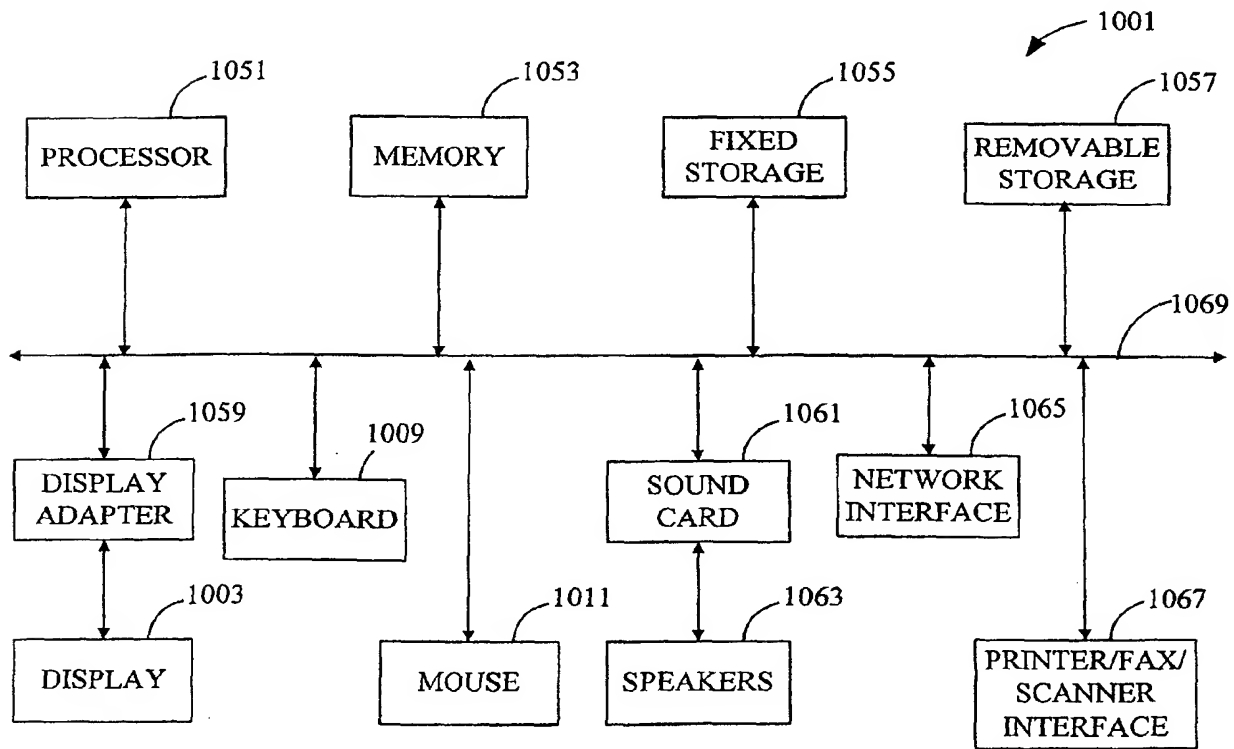 1001
1051
1053
1055
1057
PROCESSOR
MEMORY
FIXED
STORAGE
REMOVABLE
STORAGE
1069
1059
1009
1061
1065
DISPLAY
ADAPTER
KEYBOARD
SOUND
CARD
NETWORK
INTERFACE
1003
1011
1063
1067
DISPLAY
MOUSE
SPEAKERS
PRINTER/FAX/
SCANNER
INTERFACE